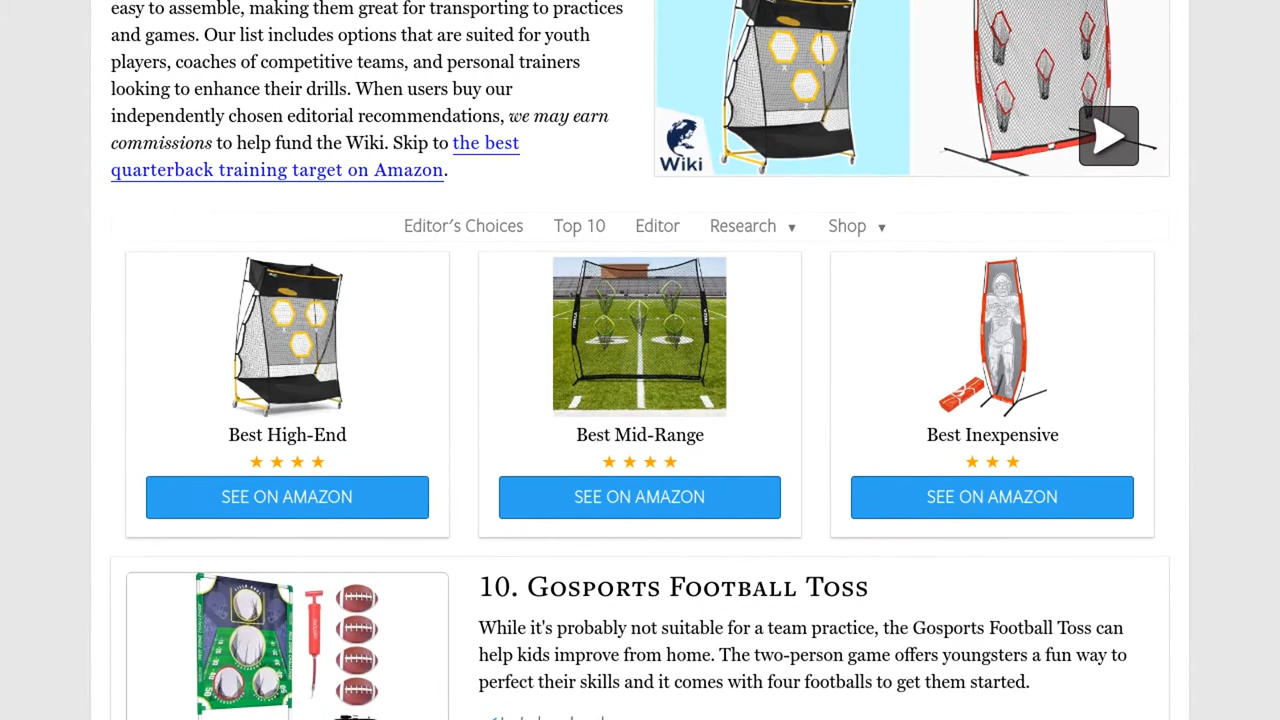 easy to assemble, making them great for transporting to practices
and games. Our list includes options that are suited for youth
players, coaches of competitive teams, and personal trainers
looking to enhance their drills. When users buy our
independently chosen editorial recommendations, we may earn
commissions to help fund the Wiki. Skip to the best
quarterback training target on Amazon.
Wiki
Editor's Choices Top 10 Editor Research ▼ Shop ▼
Best High-End
SEE ON AMAZON
Best Mid-Range
SEE ON AMAZON
Best Inexpensive
SEE ON AMAZON
10. Gosports Football Toss
While it's probably not suitable for a team practice, the Gosports Football Toss can
help kids improve from home. The two-person game offers youngsters a fun way to
perfect their skills and it comes with four footballs to get them started.